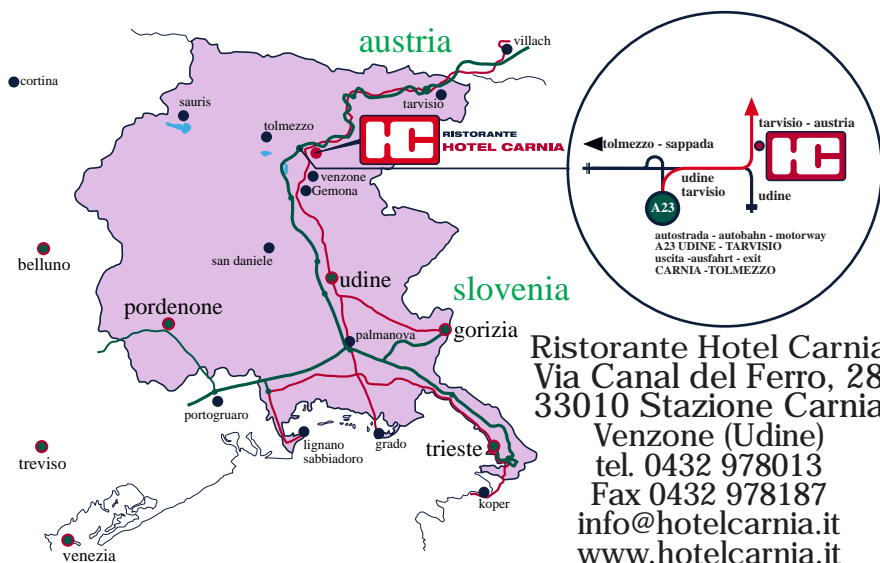 austria
villach
cortina
tarvisio
sauris
tolmezzo
HC
RISTORANTE
HOTEL CARNIA
venzone
Gemona
belluno
san daniele
udine
slovenia
pordenone
palmanova
gorizia
portogruaro
lignano
sabbiadoro
grado
trieste
treviso
koper
venezia
tarvisio - austria
tolmezzo - sappada
HC
udine
tarvisio
udine
A23
autostrada - autobahn - motorway
A23 UDINE - TARVISIO
uscita -ausfahrt - exit
CARNIA -TOLMEZZO
Ristorante Hotel Carnia
Via Canal del Ferro, 28
33010 Stazione Carnia
Venzone (Udine)
tel. 0432 978013
Fax 0432 978187
info@hotelcarnia.it
www.hotelcarnia.it